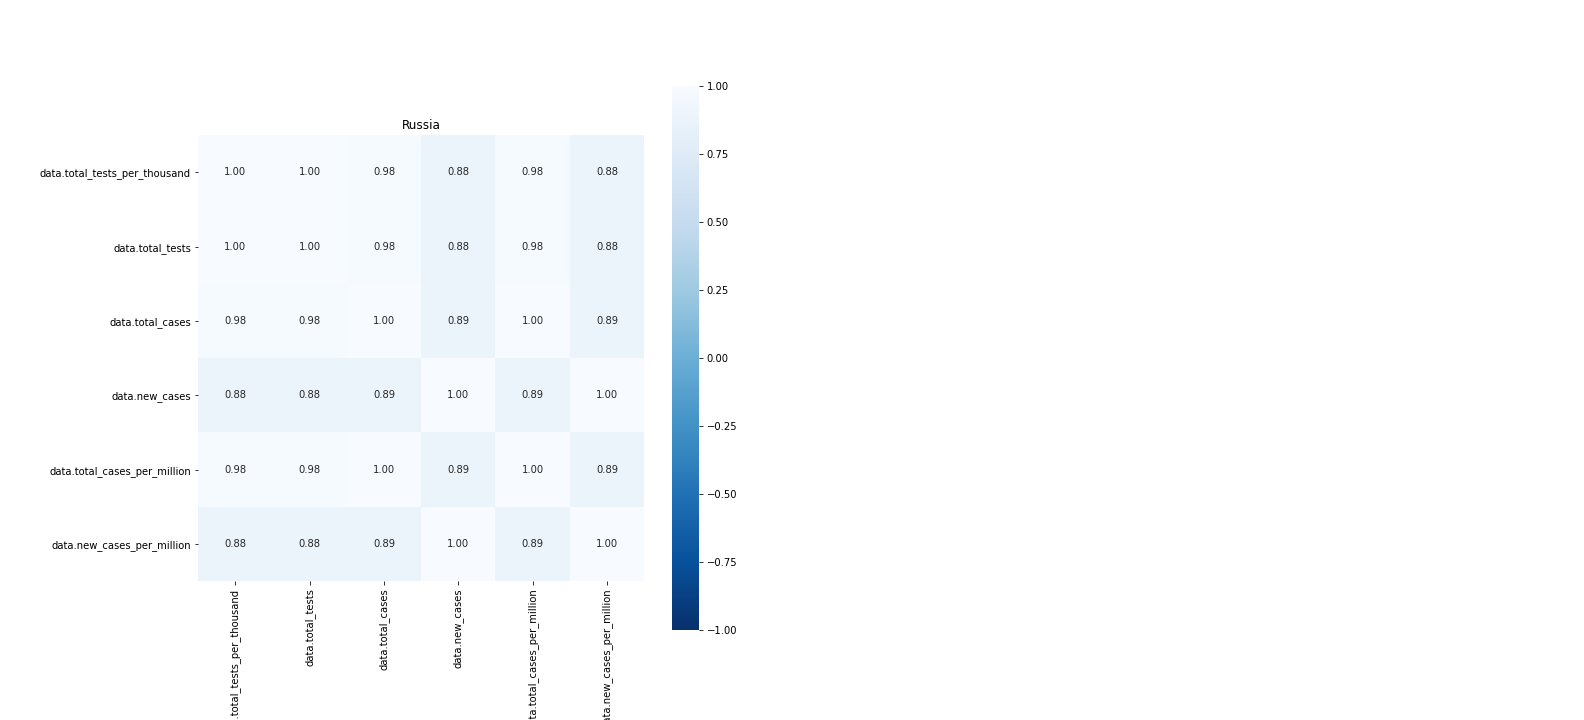 Russia
data.total_tests_per_thousand 1.00 1.00 0.98 0.88 0.98 0.88
data.total_tests 1.00 1.00 0.98 0.88 0.98 0.88
data.total_cases 0.98 0.98 1.00 0.89 1.00 0.89
data.new_cases 0.88 0.88 0.89 1.00 0.89 1.00
data.total_cases_per_million 0.98 0.98 1.00 0.89 1.00 0.89
data.new_cases_per_million 0.88 0.88 0.89 1.00 0.89 1.00
.total_tests_per_thousand
data.total_tests
data.total_cases
data.new_cases
ta.total_cases_per_million
ata.new_cases_per_million
1.00
0.75
0.50
0.25
0.00
−0.25
−0.50
−0.75
−1.00